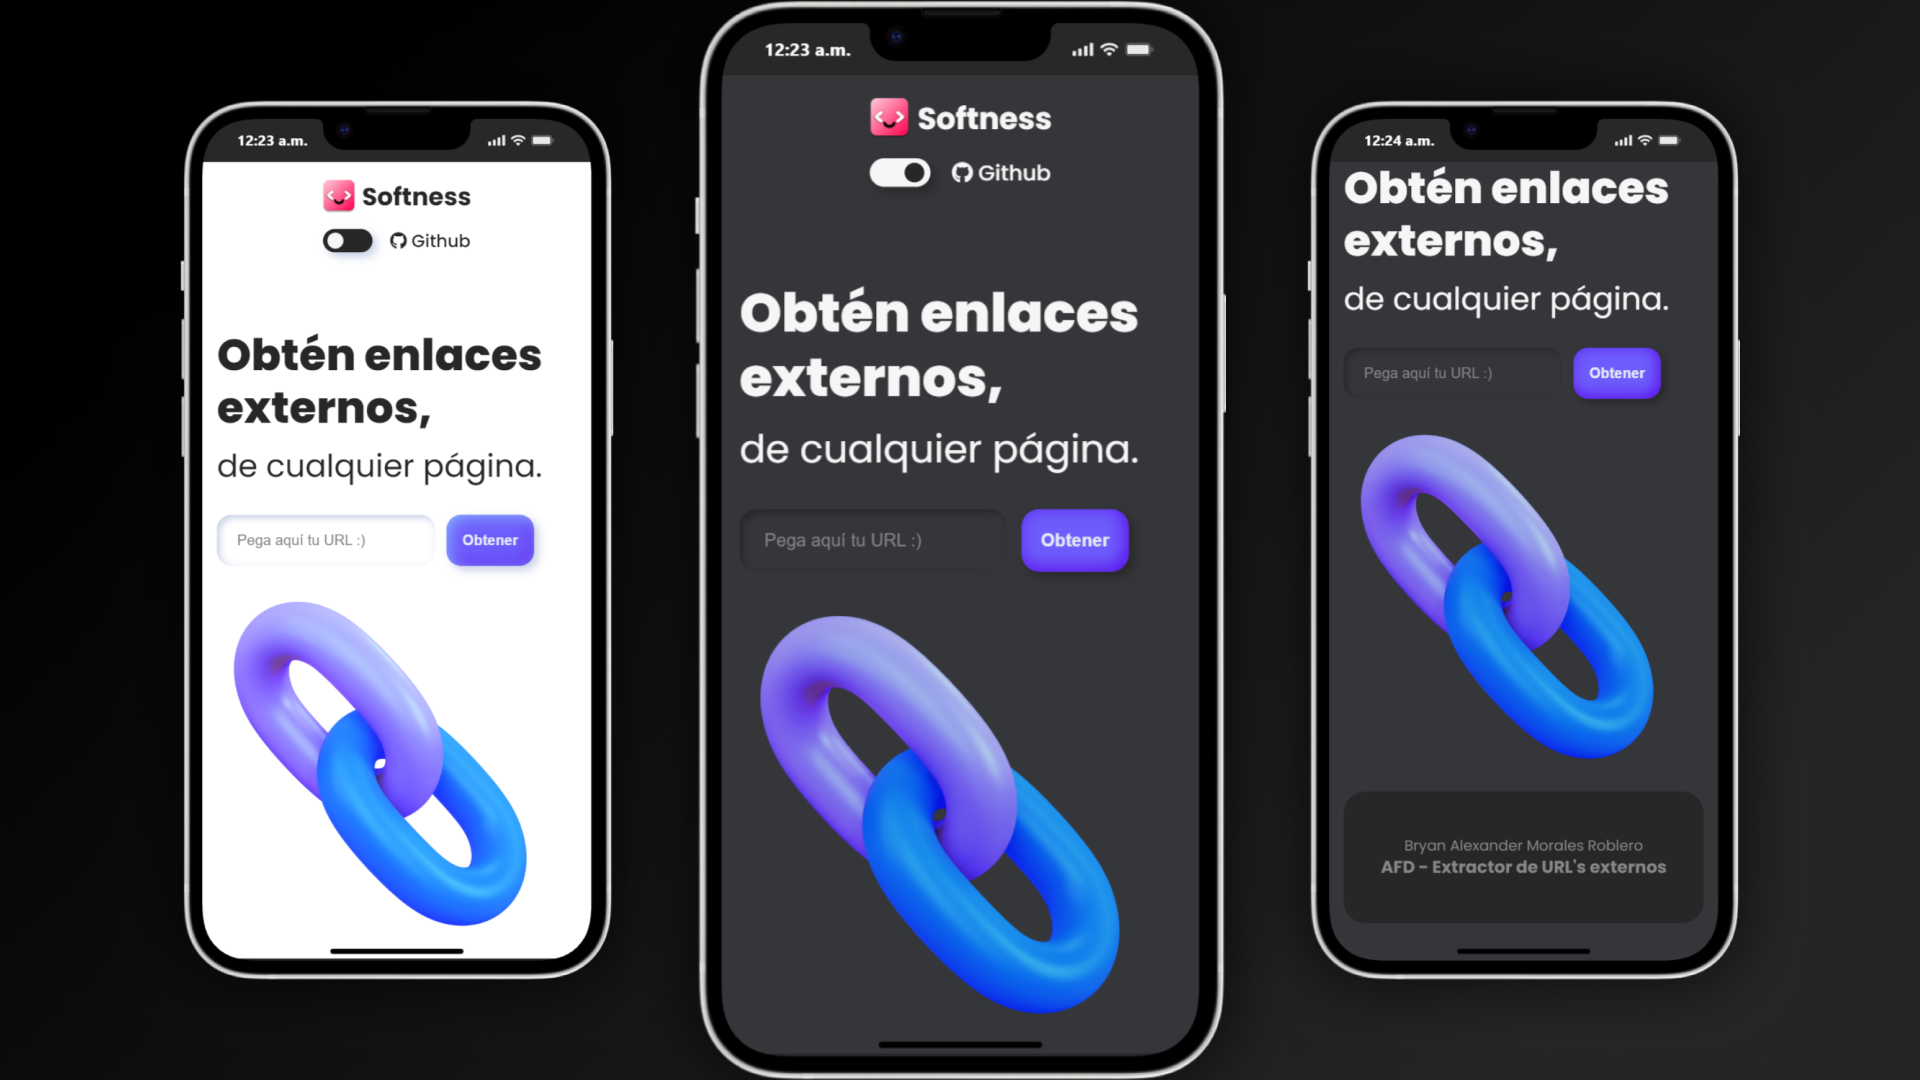 12:23 a.m.
Softness
Github
Obtén enlaces
externos,
de cualquier página.
Pega aquí tu URL :)
Obtener
12:23 a.m.
Softness
Github
Obtén enlaces
externos,
de cualquier página.
Pega aquí tu URL :)
Obtener
12:24 a.m.
Obtén enlaces
externos,
de cualquier página.
Pega aquí tu URL :)
Obtener
Bryan Alexander Morales Roblero
AFD - Extractor de URL's externos